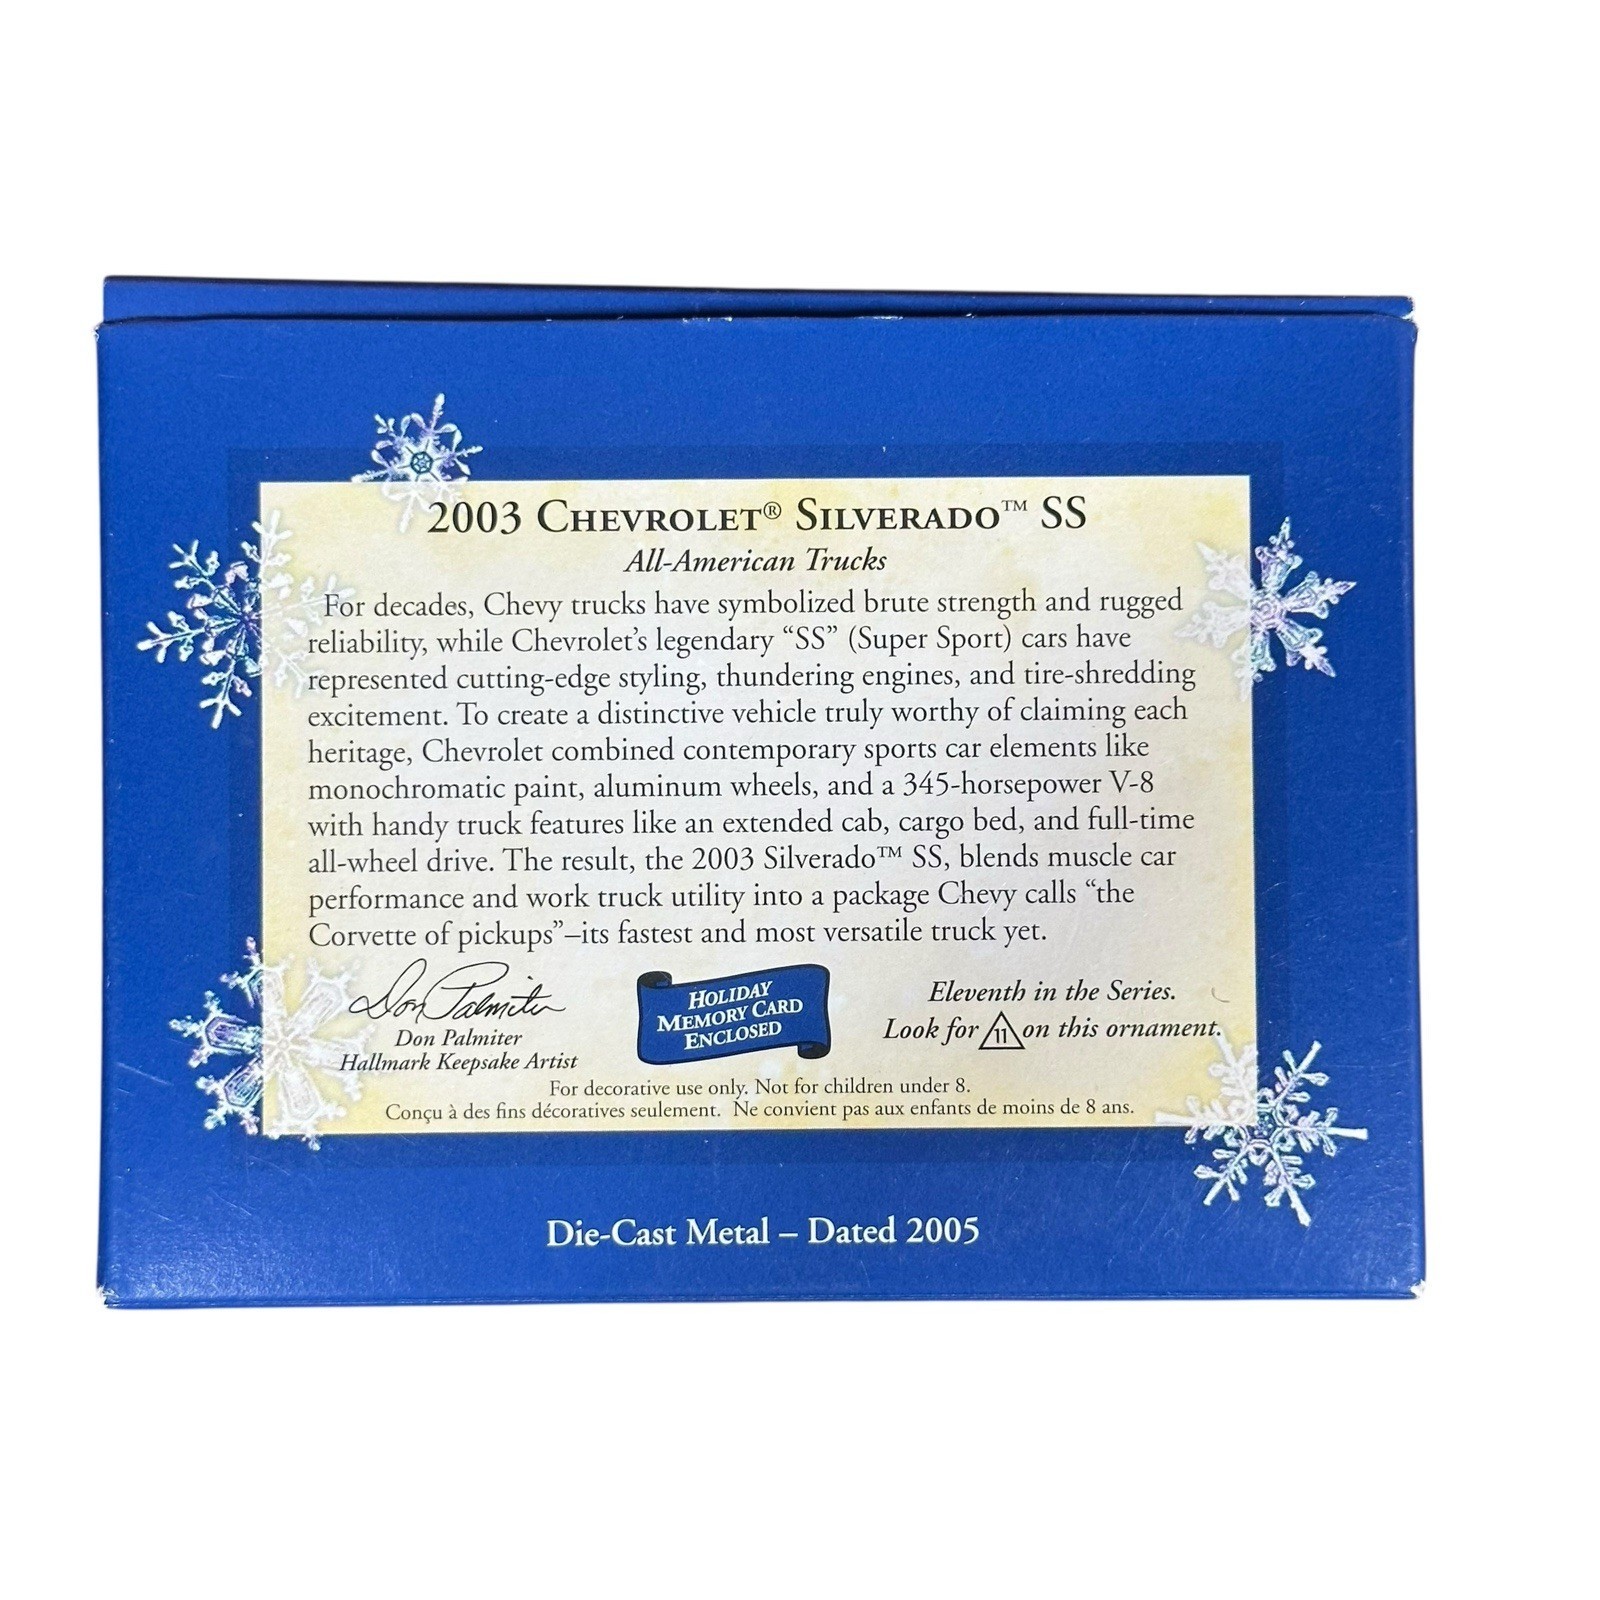 2003 CHEVROLET® SILVERADO™ SS
All-American Trucks
For decades, Chevy trucks have symbolized brute strength and rugged
reliability, while Chevrolet’s legendary “SS” (Super Sport) cars have
represented cutting-edge styling, thundering engines, and tire-shredding
excitement. To create a distinctive vehicle truly worthy of claiming each
heritage, Chevrolet combined contemporary sports car elements like
monochromatic paint, aluminum wheels, and a 345-horsepower V-8
with handy truck features like an extended cab, cargo bed, and full-time
all-wheel drive. The result, the 2003 Silverado™ SS, blends muscle car
performance and work truck utility into a package Chevy calls “the
Corvette of pickups”–its fastest and most versatile truck yet.
Don Palmiter
Don Palmiter
Hallmark Keepsake Artist
HOLIDAY
MEMORY CARD
ENCLOSED
Eleventh in the Series.
Look for 11 on this ornament.
For decorative use only. Not for children under 8.
Conçu à des fins décoratives seulement. Ne convient pas aux enfants de moins de 8 ans.
Die-Cast Metal – Dated 2005